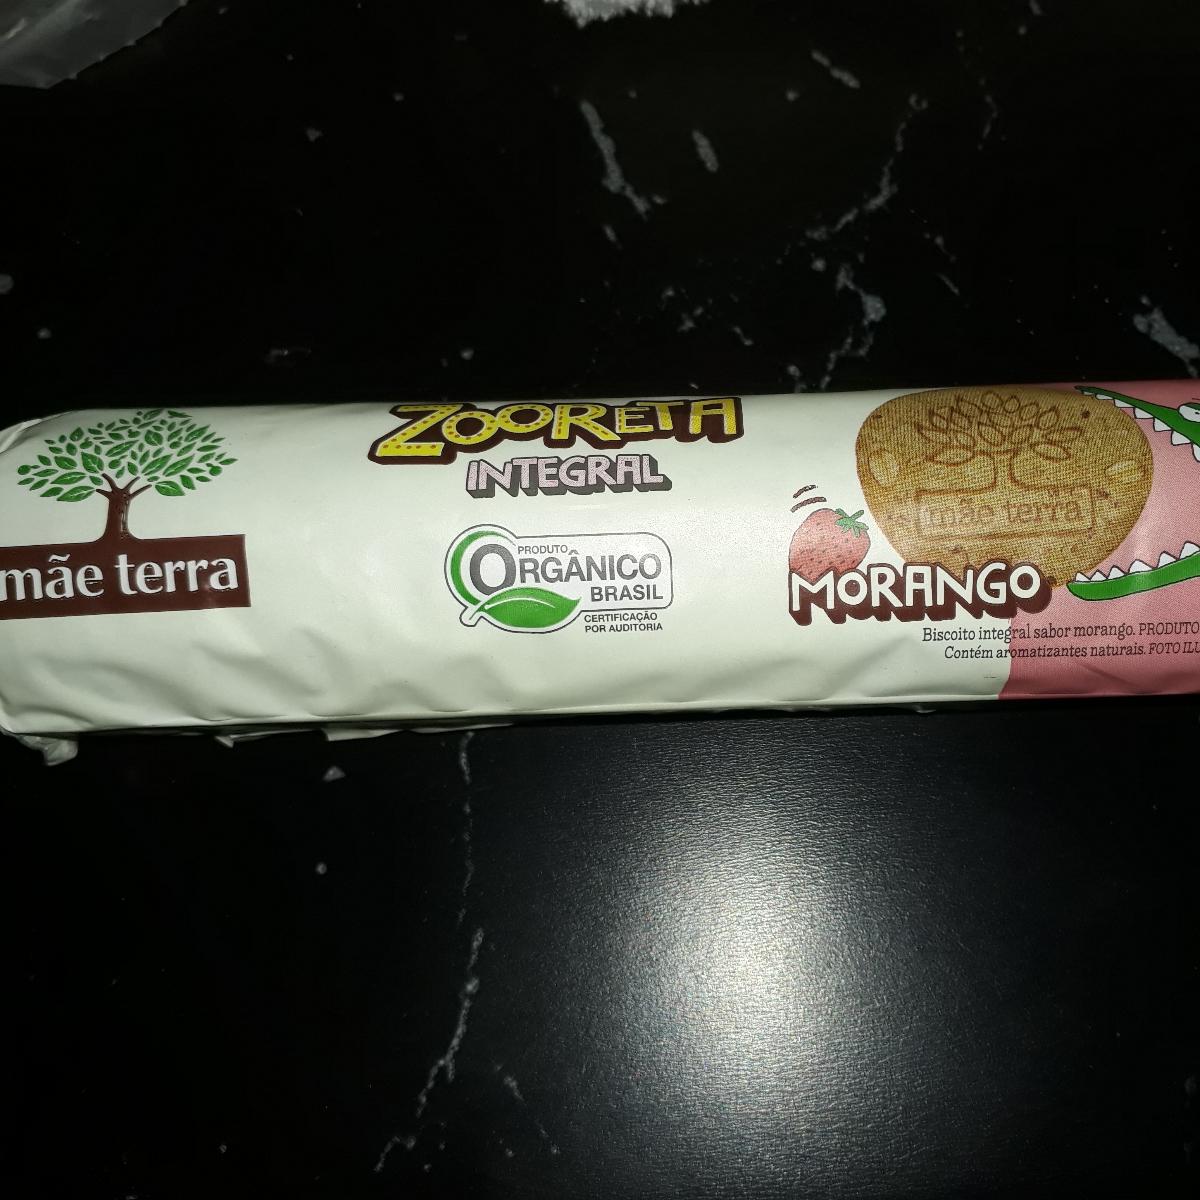 mãe terra
ZOORETA
INTEGRAL
PRODUTO
ORGÂNICO
BRASIL
CERTIFICAÇÃO
POR AUDITORIA
mãe terra
MORANGO
Biscoito integral sabor morango. PRODUTO
Contém aromatizantes naturais. FOTO